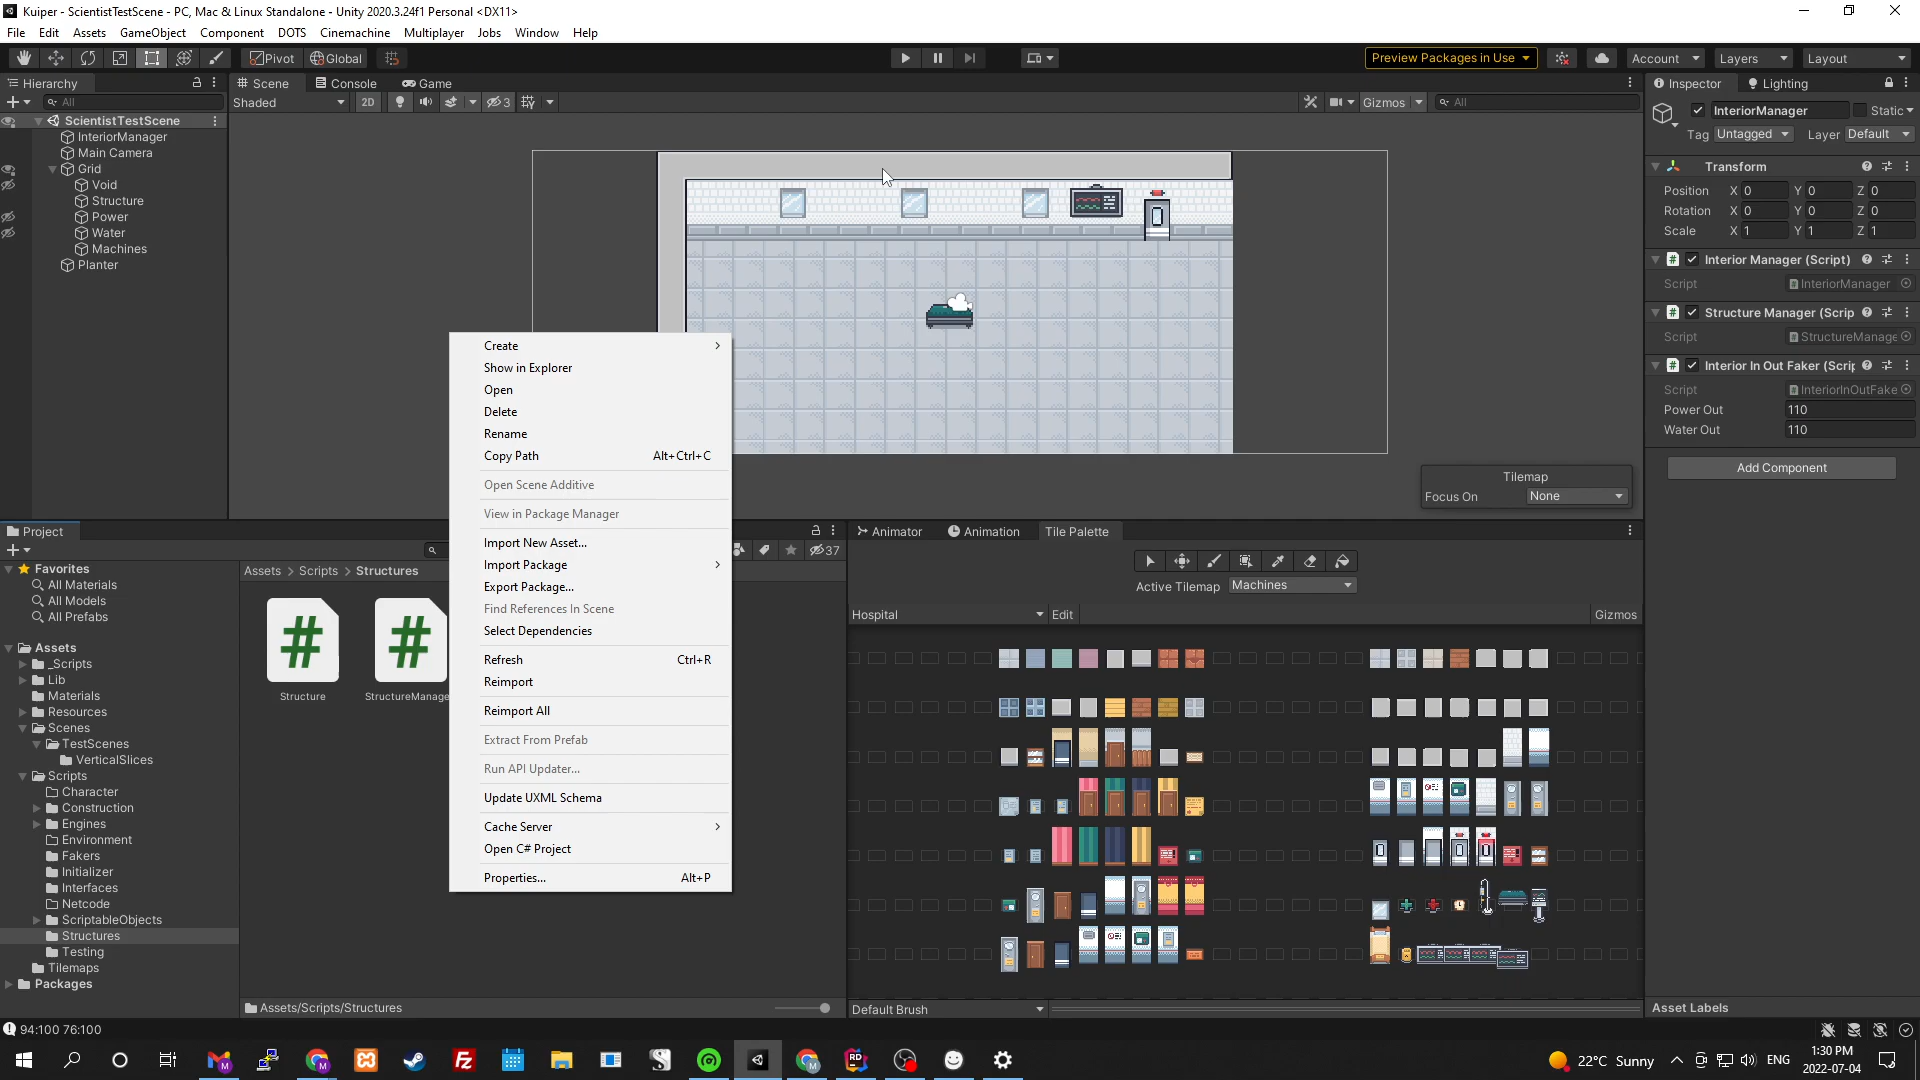 Kuiper - ScientistTestScene - PC, Mac & Linux Standalone - Unity 2020.3.24f1 Personal <DX11>
File Edit Assets GameObject Component DOTS Cinemachine Multiplayer Jobs Window Help
Pivot Global Preview Packages in Use Account Layers Layout
Hierarchy
All
ScientistTestScene
InteriorManager
Main Camera
Grid
Void
Structure
Power
Water
Machines
Planter
Scene Console Game
Shaded 2D 3 Gizmos All
Tilemap
Focus On None
Inspector Lighting
InteriorManager Static
Tag Untagged Layer Default
Transform
Position X 0 Y 0 Z 0
Rotation X 0 Y 0 Z 0
Scale X 1 Y 1 Z 1
Interior Manager (Script)
Script InteriorManager
Structure Manager (Scrip
Script StructureManage
Interior In Out Faker (Scrip
Script InteriorInOutFake
Power Out 110
Water Out 110
Add Component
Asset Labels
Create
Show in Explorer
Open
Delete
Rename
Copy Path Alt+Ctrl+C
Open Scene Additive
View in Package Manager
Import New Asset...
Import Package
Export Package...
Find References In Scene
Select Dependencies
Refresh Ctrl+R
Reimport
Reimport All
Extract From Prefab
Run API Updater...
Update UXML Schema
Cache Server
Open C# Project
Properties... Alt+P
Project
37
Favorites
All Materials
All Models
All Prefabs
Assets
_Scripts
Lib
Materials
Resources
Scenes
TestScenes
VerticalSlices
Scripts
Character
Construction
Engines
Environment
Fakers
Initializer
Interfaces
Netcode
ScriptableObjects
Structures
Testing
Tilemaps
Packages
Assets > Scripts > Structures
Structure
StructureManage
Assets/Scripts/Structures
Animator Animation Tile Palette
Active Tilemap Machines
Hospital Edit Gizmos
Default Brush
94:100 76:100
22°C Sunny
ENG
1:30 PM
2022-07-04